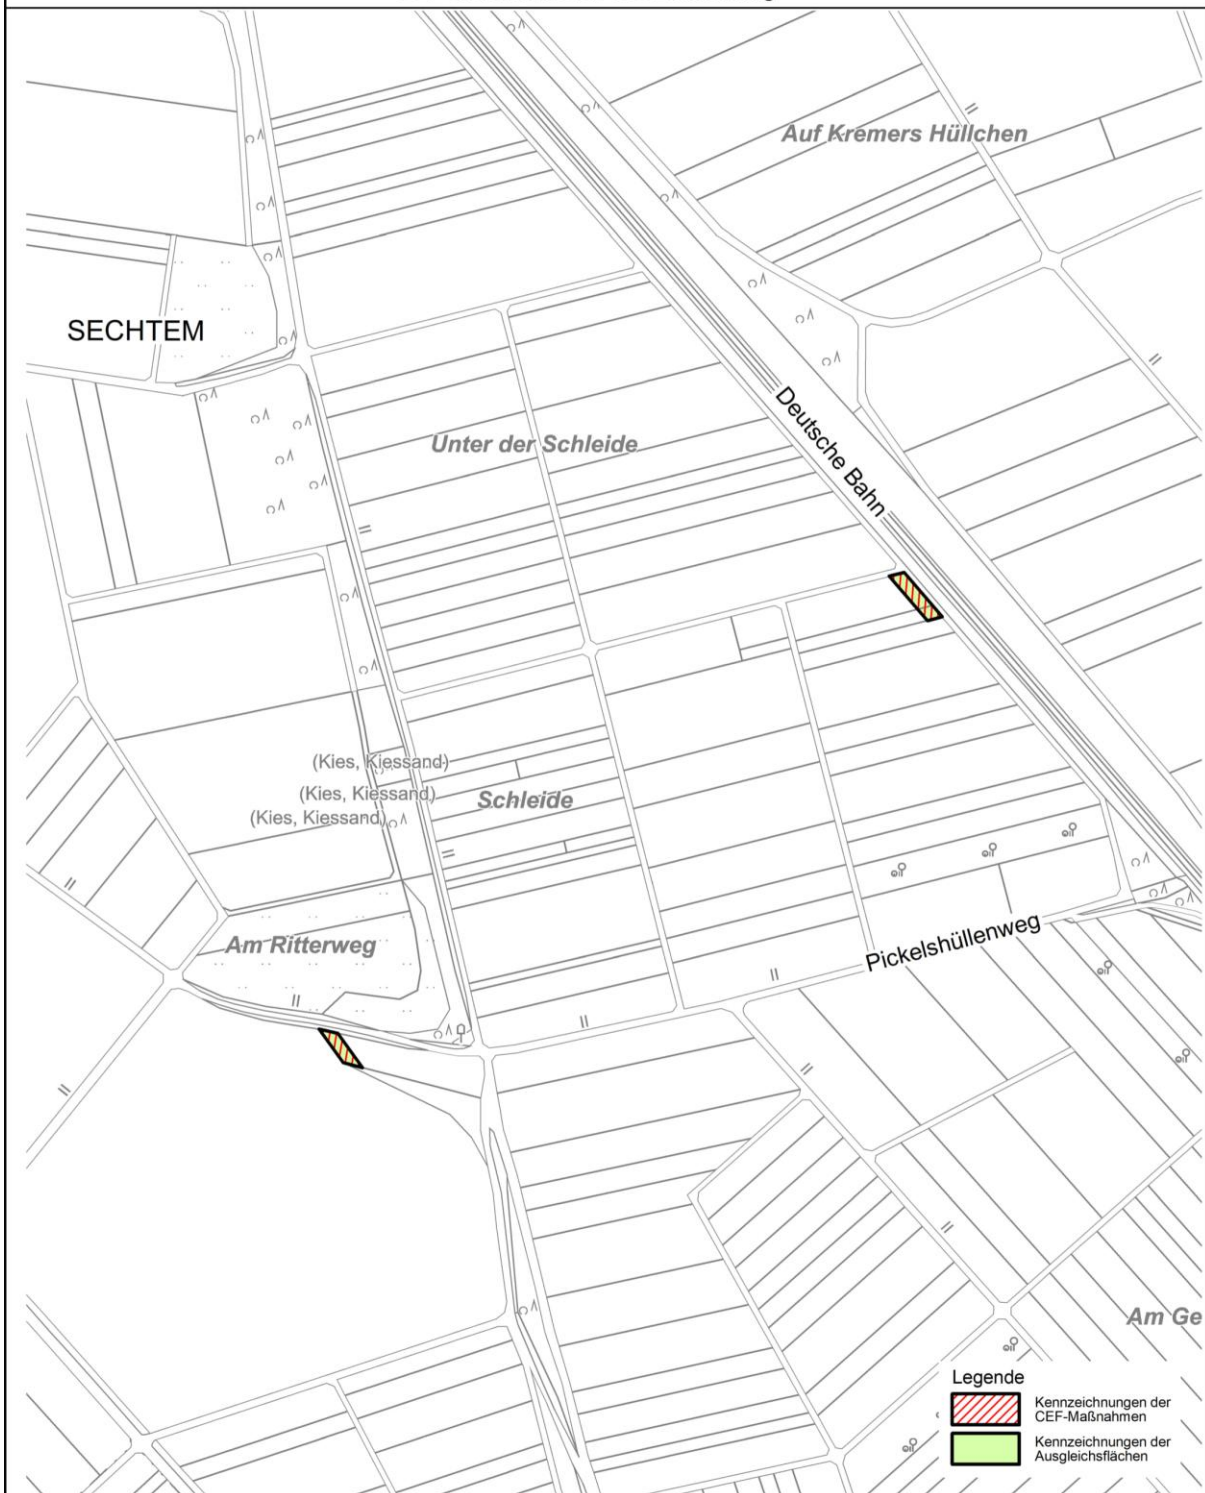 Auf Kremers Hüllchen
SECHTEM
Deutsche Bahn
Unter der Schleide
(Kies, Kiessand)
(Kies, Kiessand)
(Kies, Kiessand)
Schleide
Am Ritterweg
Pickelshüllenweg
Am Ge
Legende
Kennzeichnungen der
CEF-Maßnahmen
Kennzeichnungen der
Ausgleichsflächen